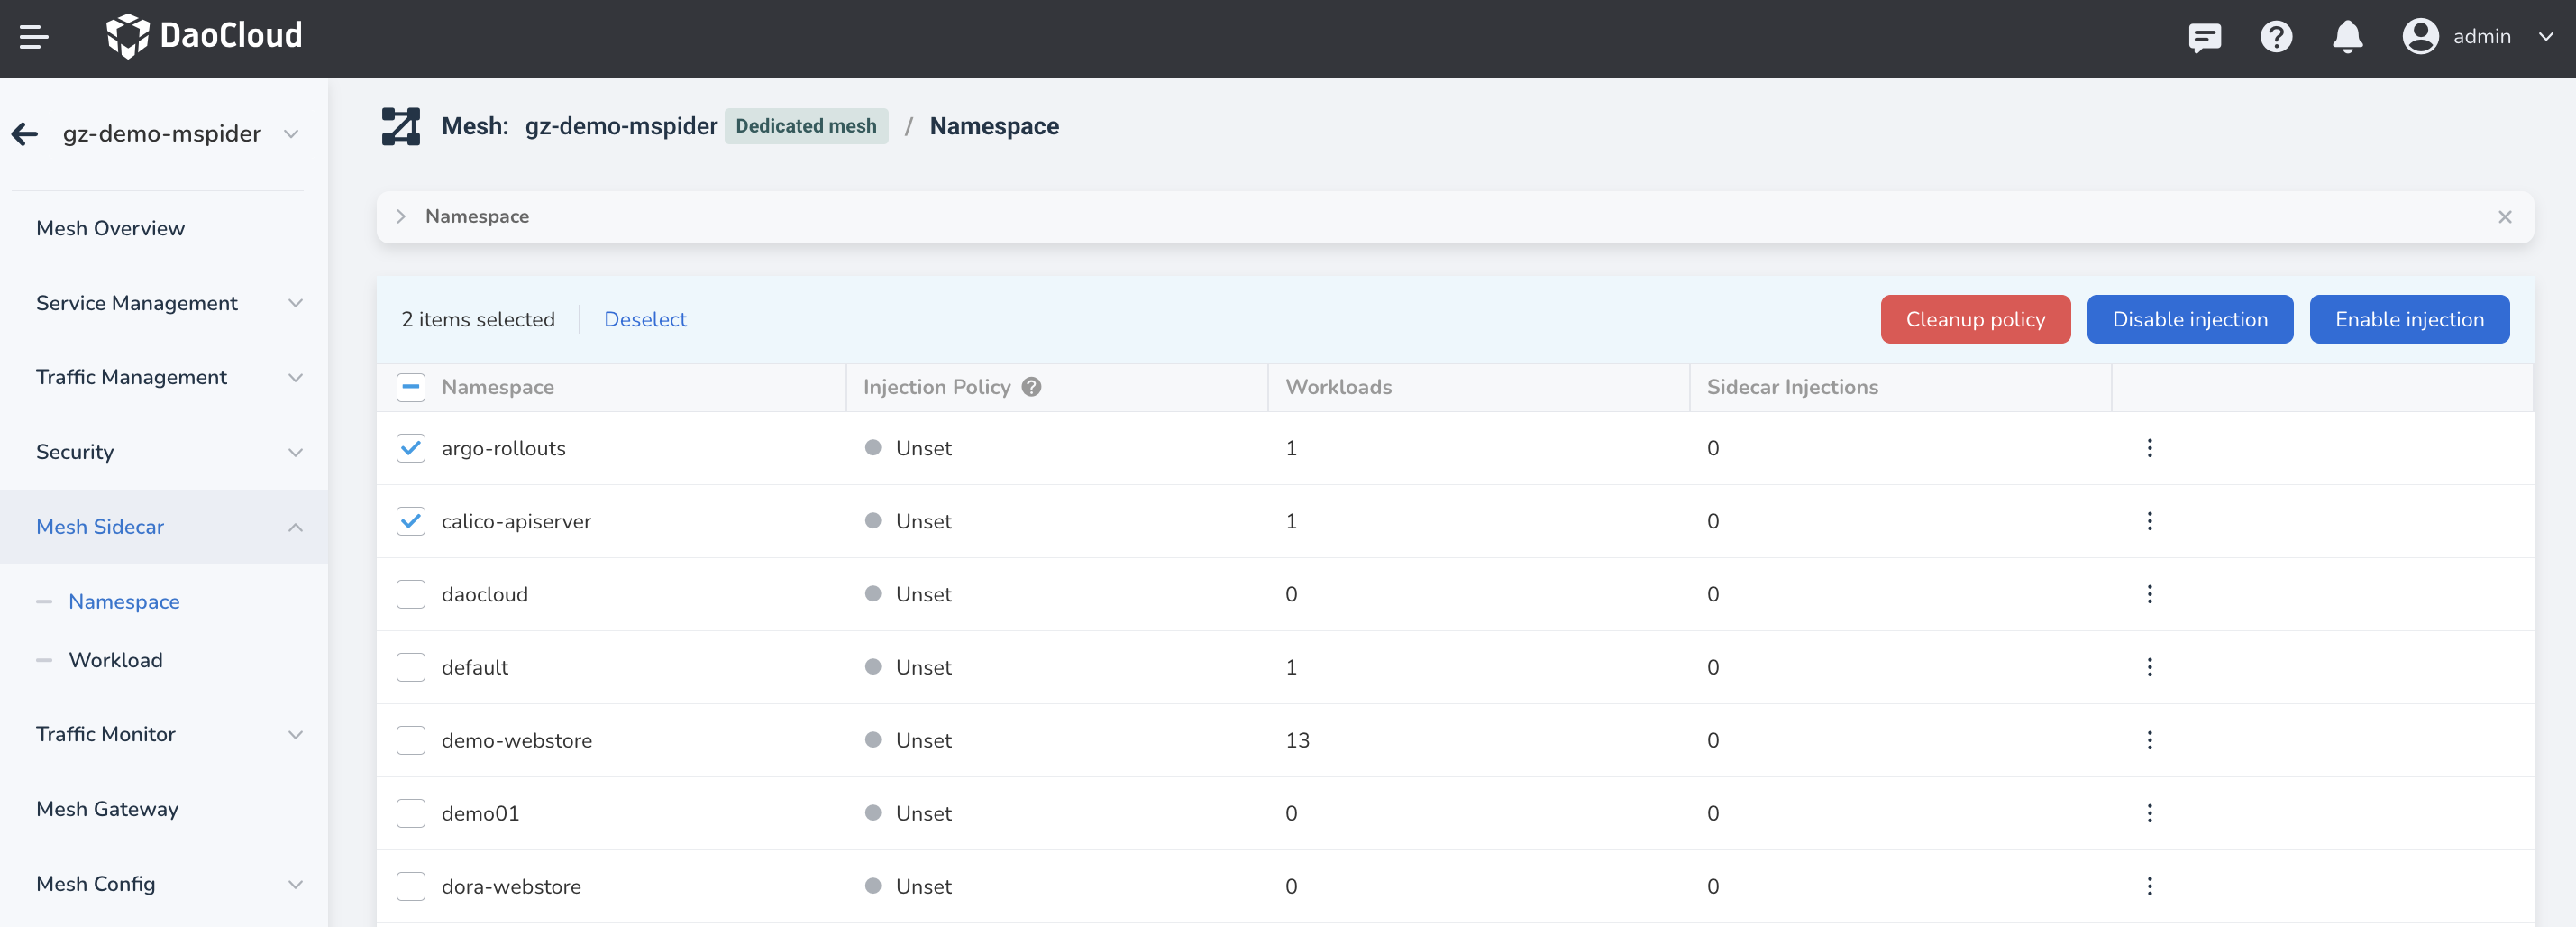 DaoCloud
admin
gz-demo-mspider
Mesh Overview
Service Management
Traffic Management
Security
Mesh Sidecar
Namespace
Workload
Traffic Monitor
Mesh Gateway
Mesh Config
Mesh: gz-demo-mspider Dedicated mesh / Namespace
Namespace
2 items selected Deselect Cleanup policy Disable injection Enable injection
Namespace Injection Policy Workloads Sidecar Injections
argo-rollouts Unset 1 0
calico-apiserver Unset 1 0
daocloud Unset 0 0
default Unset 1 0
demo-webstore Unset 13 0
demo01 Unset 0 0
dora-webstore Unset 0 0